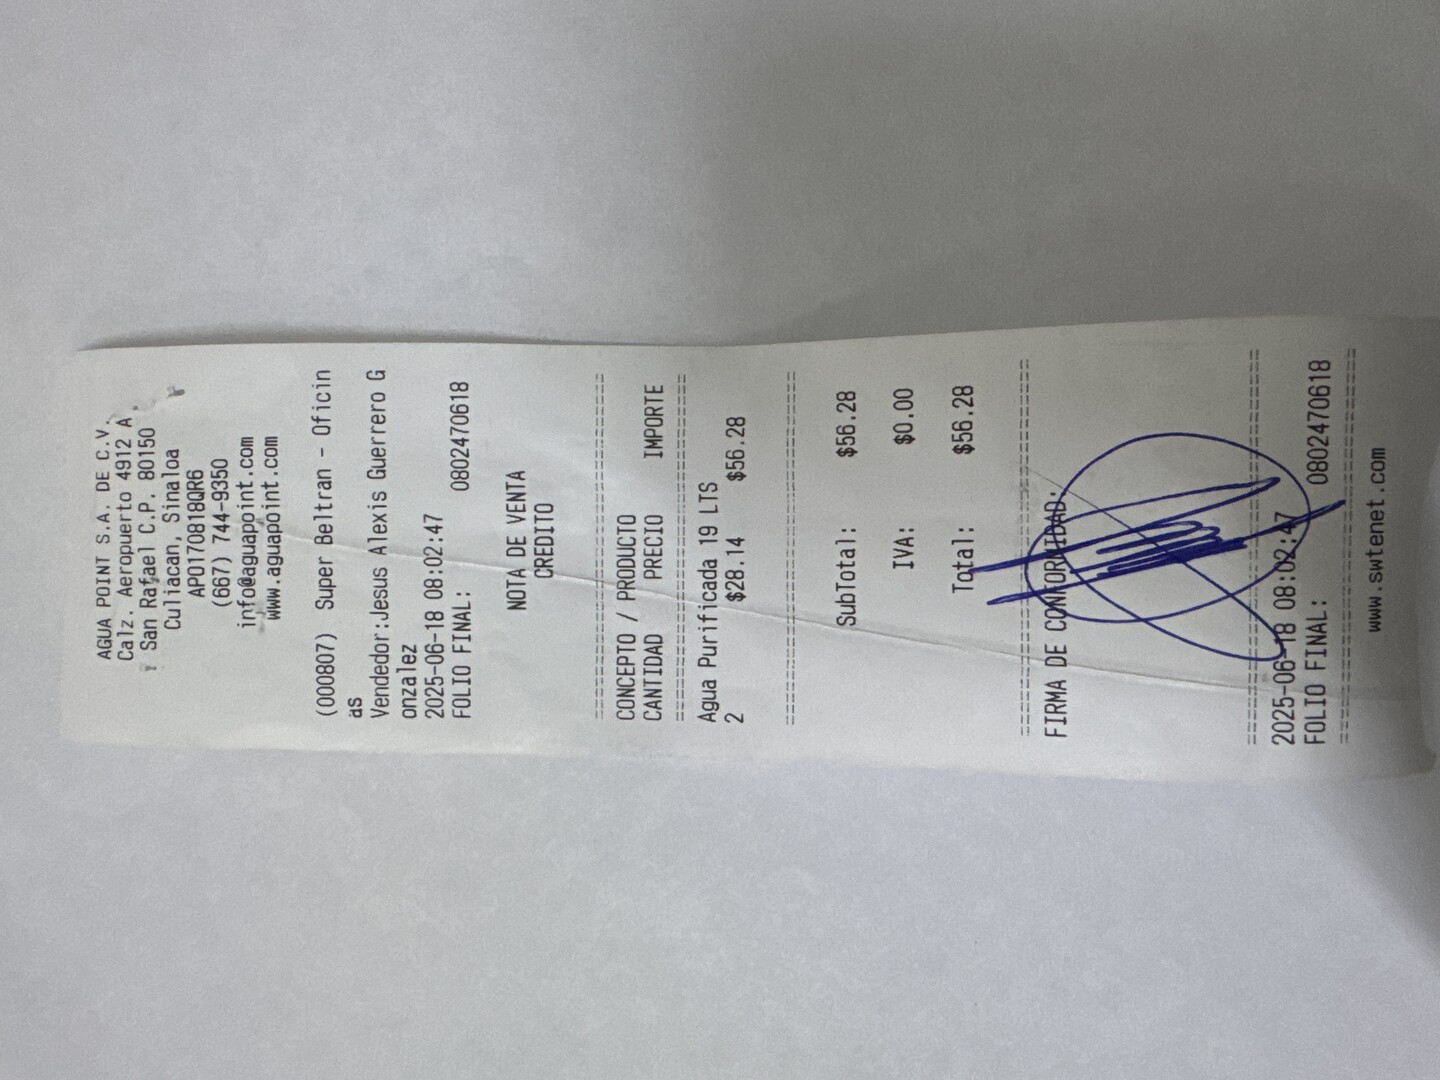 AGUA POINT S.A. DE C.V.
Calz. Aeropuerto 4912 A,
San Rafael C.P. 80150
Culiacan, Sinaloa
APO170818QR6
(667) 744-9350
info@aguapoint.com
www.aguapoint.com
(000807) Super Beltran - Oficin
as
Vendedor:Jesus Alexis Guerrero G
onzalez
2025-06-18 08:02:47
FOLIO FINAL: 0802470618
NOTA DE VENTA
CREDITO
================================
CONCEPTO / PRODUCTO
CANTIDAD PRECIO IMPORTE
================================
Agua Purificada 19 LTS
2 $28.14 $56.28
================================
SubTotal: $56.28
IVA: $0.00
Total: $56.28
================================
FIRMA DE CONFORMIDAD.
================================
2025-06-18 08:02:47
FOLIO FINAL: 0802470618
================================
www.swtenet.com